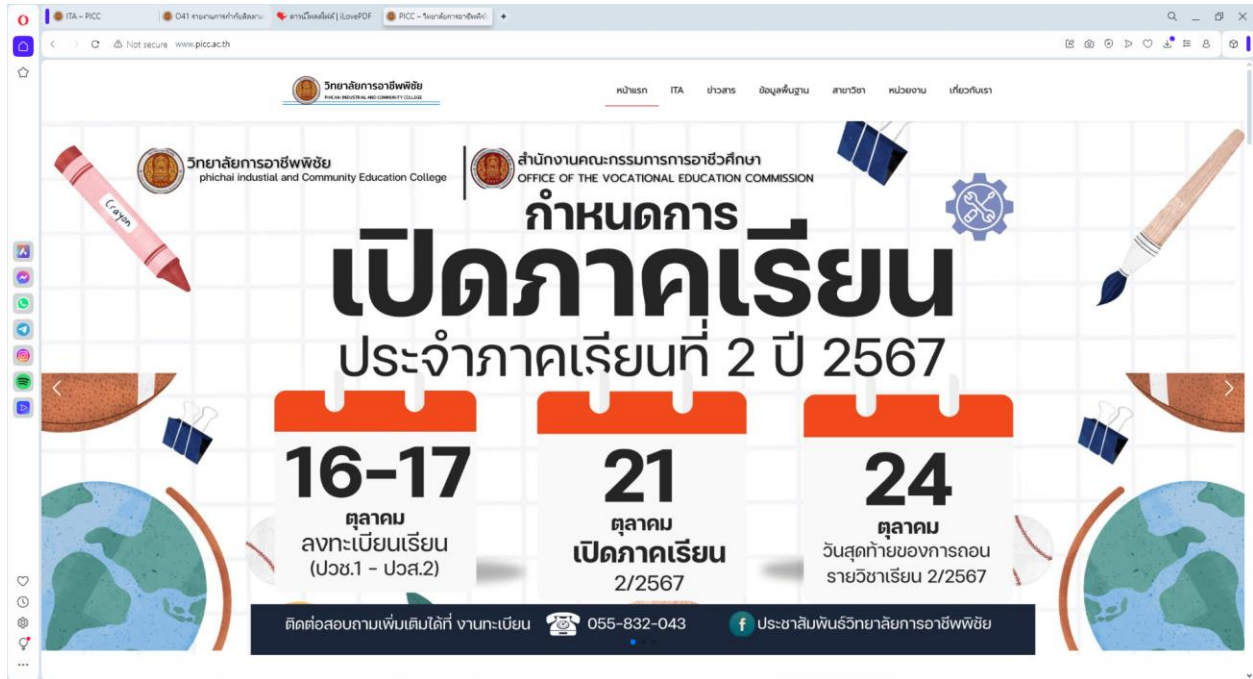 ITA – PICC
O41 รายงานการกำกับติดตาม
ดาวน์โหลดไฟล์ | iLovePDF
PICC – วิทยาลัยการอาชีพพิชัย
Not secure www.picc.ac.th
วิทยาลัยการอาชีพพิชัย
หน้าแรก ITA ข่าวสาร ข้อมูลพื้นฐาน สาขาวิชา หน่วยงาน เกี่ยวกับเรา
วิทยาลัยการอาชีพพิชัย
phichai industial and Community Education College
สำนักงานคณะกรรมการการอาชีวศึกษา
OFFICE OF THE VOCATIONAL EDUCATION COMMISSION
Crayon
กำหนดการ
เปิดภาคเรียน
ประจำภาคเรียนที่ 2 ปี 2567
16-17
ตุลาคม
ลงทะเบียนเรียน
(ปวช.1 - ปวส.2)
21
ตุลาคม
เปิดภาคเรียน
2/2567
24
ตุลาคม
วันสุดท้ายของการถอน
รายวิชาเรียน 2/2567
ติดต่อสอบถามเพิ่มเติมได้ที่ งานทะเบียน 055-832-043 ประชาสัมพันธ์วิทยาลัยการอาชีพพิชัย